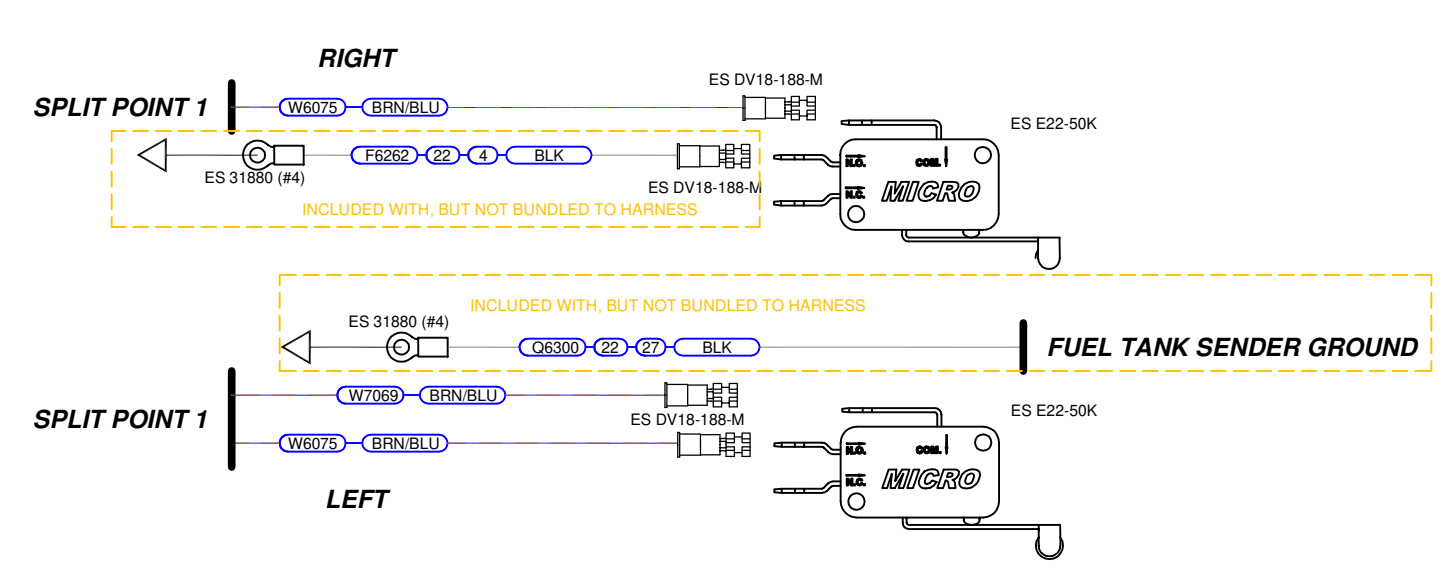 RIGHT
ES DV18-188-M
SPLIT POINT 1
W6075 BRN/BLU
ES E22-50K
F6262 22 4 BLK
N.O. COM.
ES 31880 (#4)
ES DV18-188-M
N.C. MICRO
INCLUDED WITH, BUT NOT BUNDLED TO HARNESS
INCLUDED WITH, BUT NOT BUNDLED TO HARNESS
ES 31880 (#4)
Q6300 22 27 BLK
FUEL TANK SENDER GROUND
W7069 BRN/BLU
SPLIT POINT 1
ES DV18-188-M
ES E22-50K
W6075 BRN/BLU
N.O. COM.
N.C. MICRO
LEFT